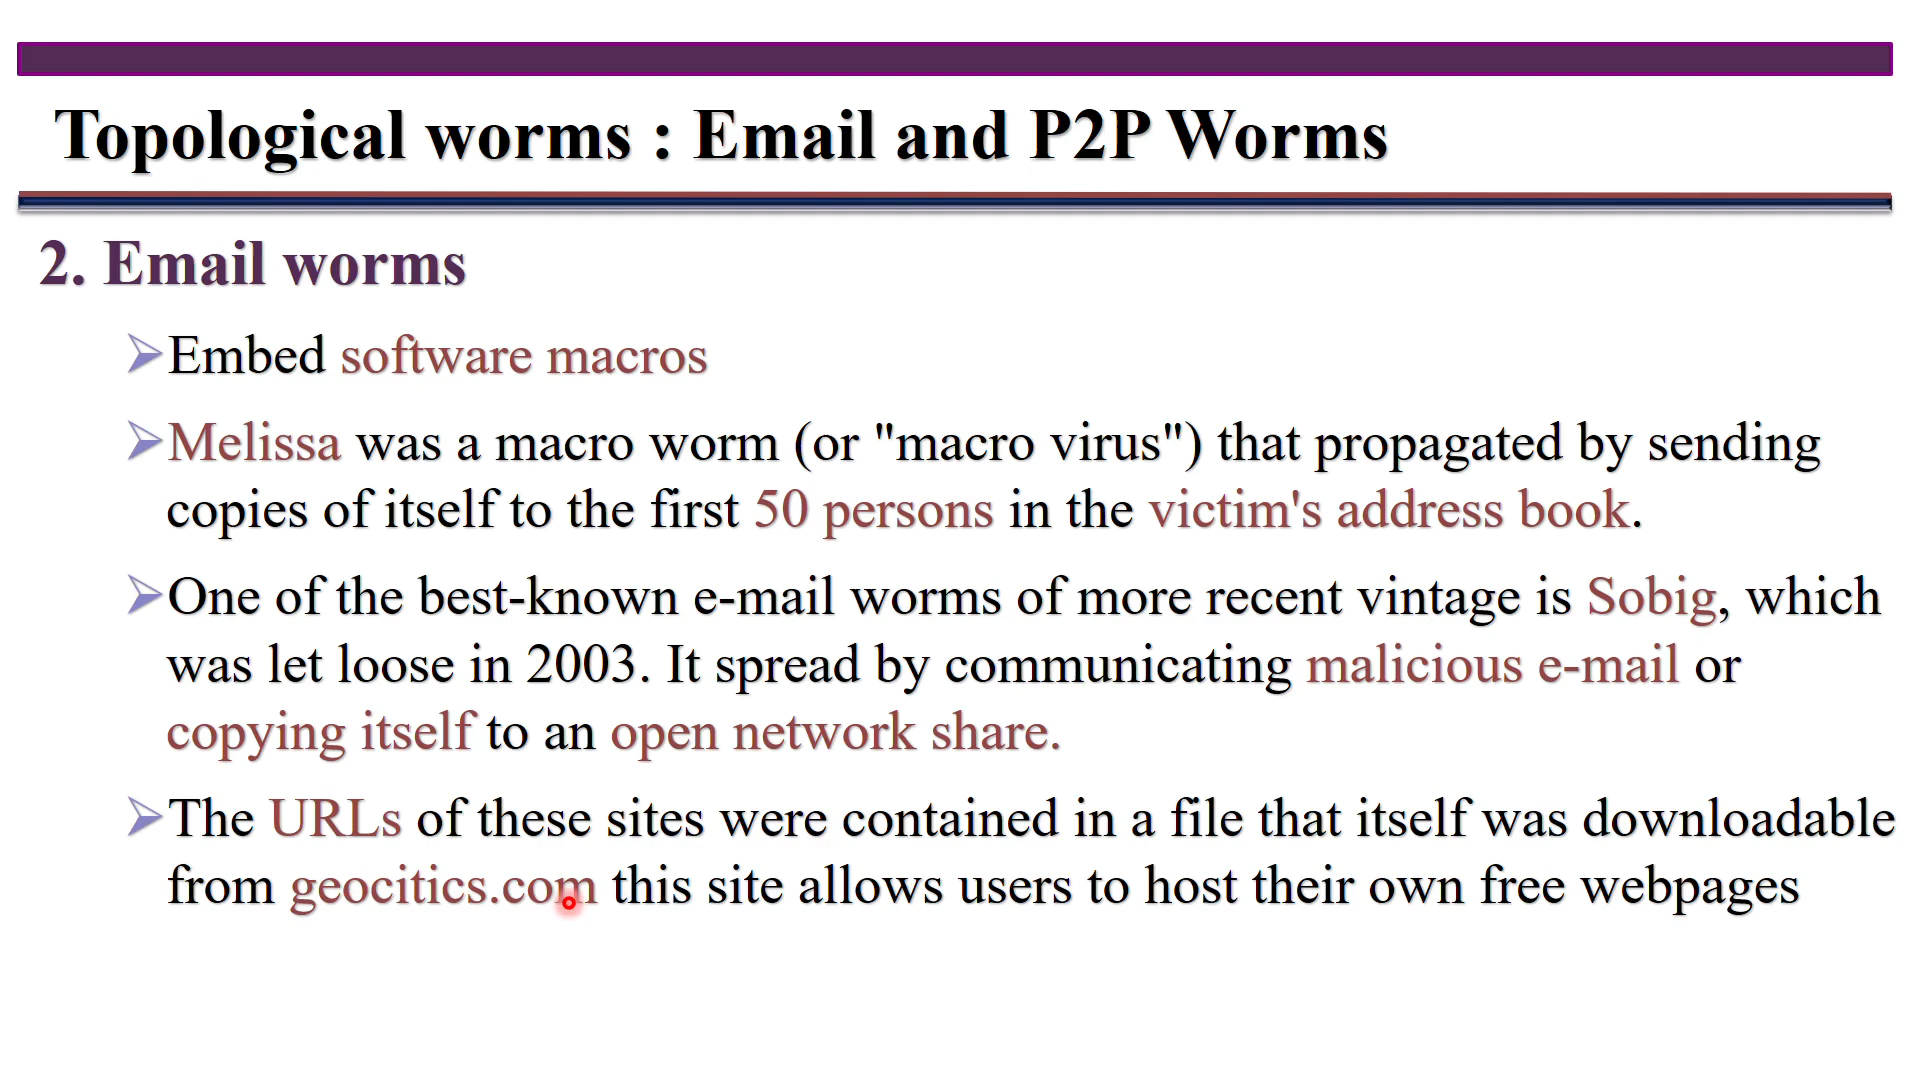 Topological worms : Email and P2P Worms
2. Email worms
Embed software macros
Melissa was a macro worm (or "macro virus") that propagated by sending
copies of itself to the first 50 persons in the victim's address book.
One of the best-known e-mail worms of more recent vintage is Sobig, which
was let loose in 2003. It spread by communicating malicious e-mail or
copying itself to an open network share.
The URLs of these sites were contained in a file that itself was downloadable
from geocitics.com this site allows users to host their own free webpages